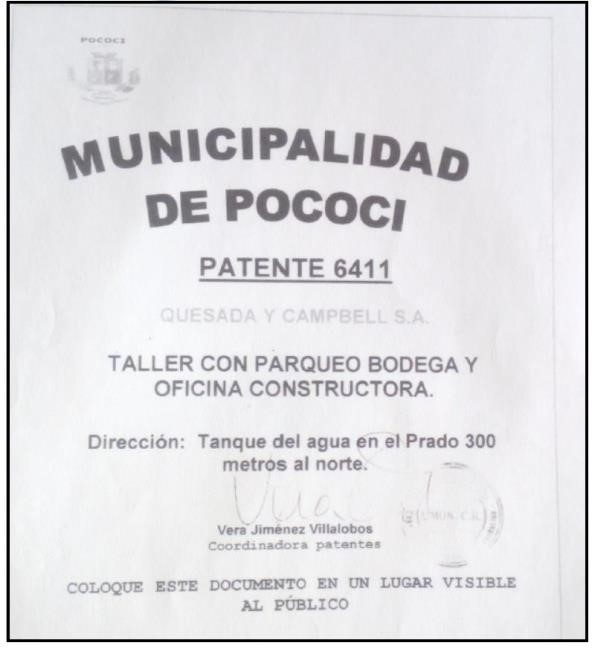 POCOCI
MUNICIPALIDAD
DE POCOCI
PATENTE 6411
QUESADA Y CAMPBELL S.A.
TALLER CON PARQUEO BODEGA Y
OFICINA CONSTRUCTORA.
Dirección: Tanque del agua en el Prado 300
metros al norte.
Vera Jiménez Villalobos
Coordinadora patentes
LIMON, C.R.
COLOQUE ESTE DOCUMENTO EN UN LUGAR VISIBLE
AL PÚBLICO